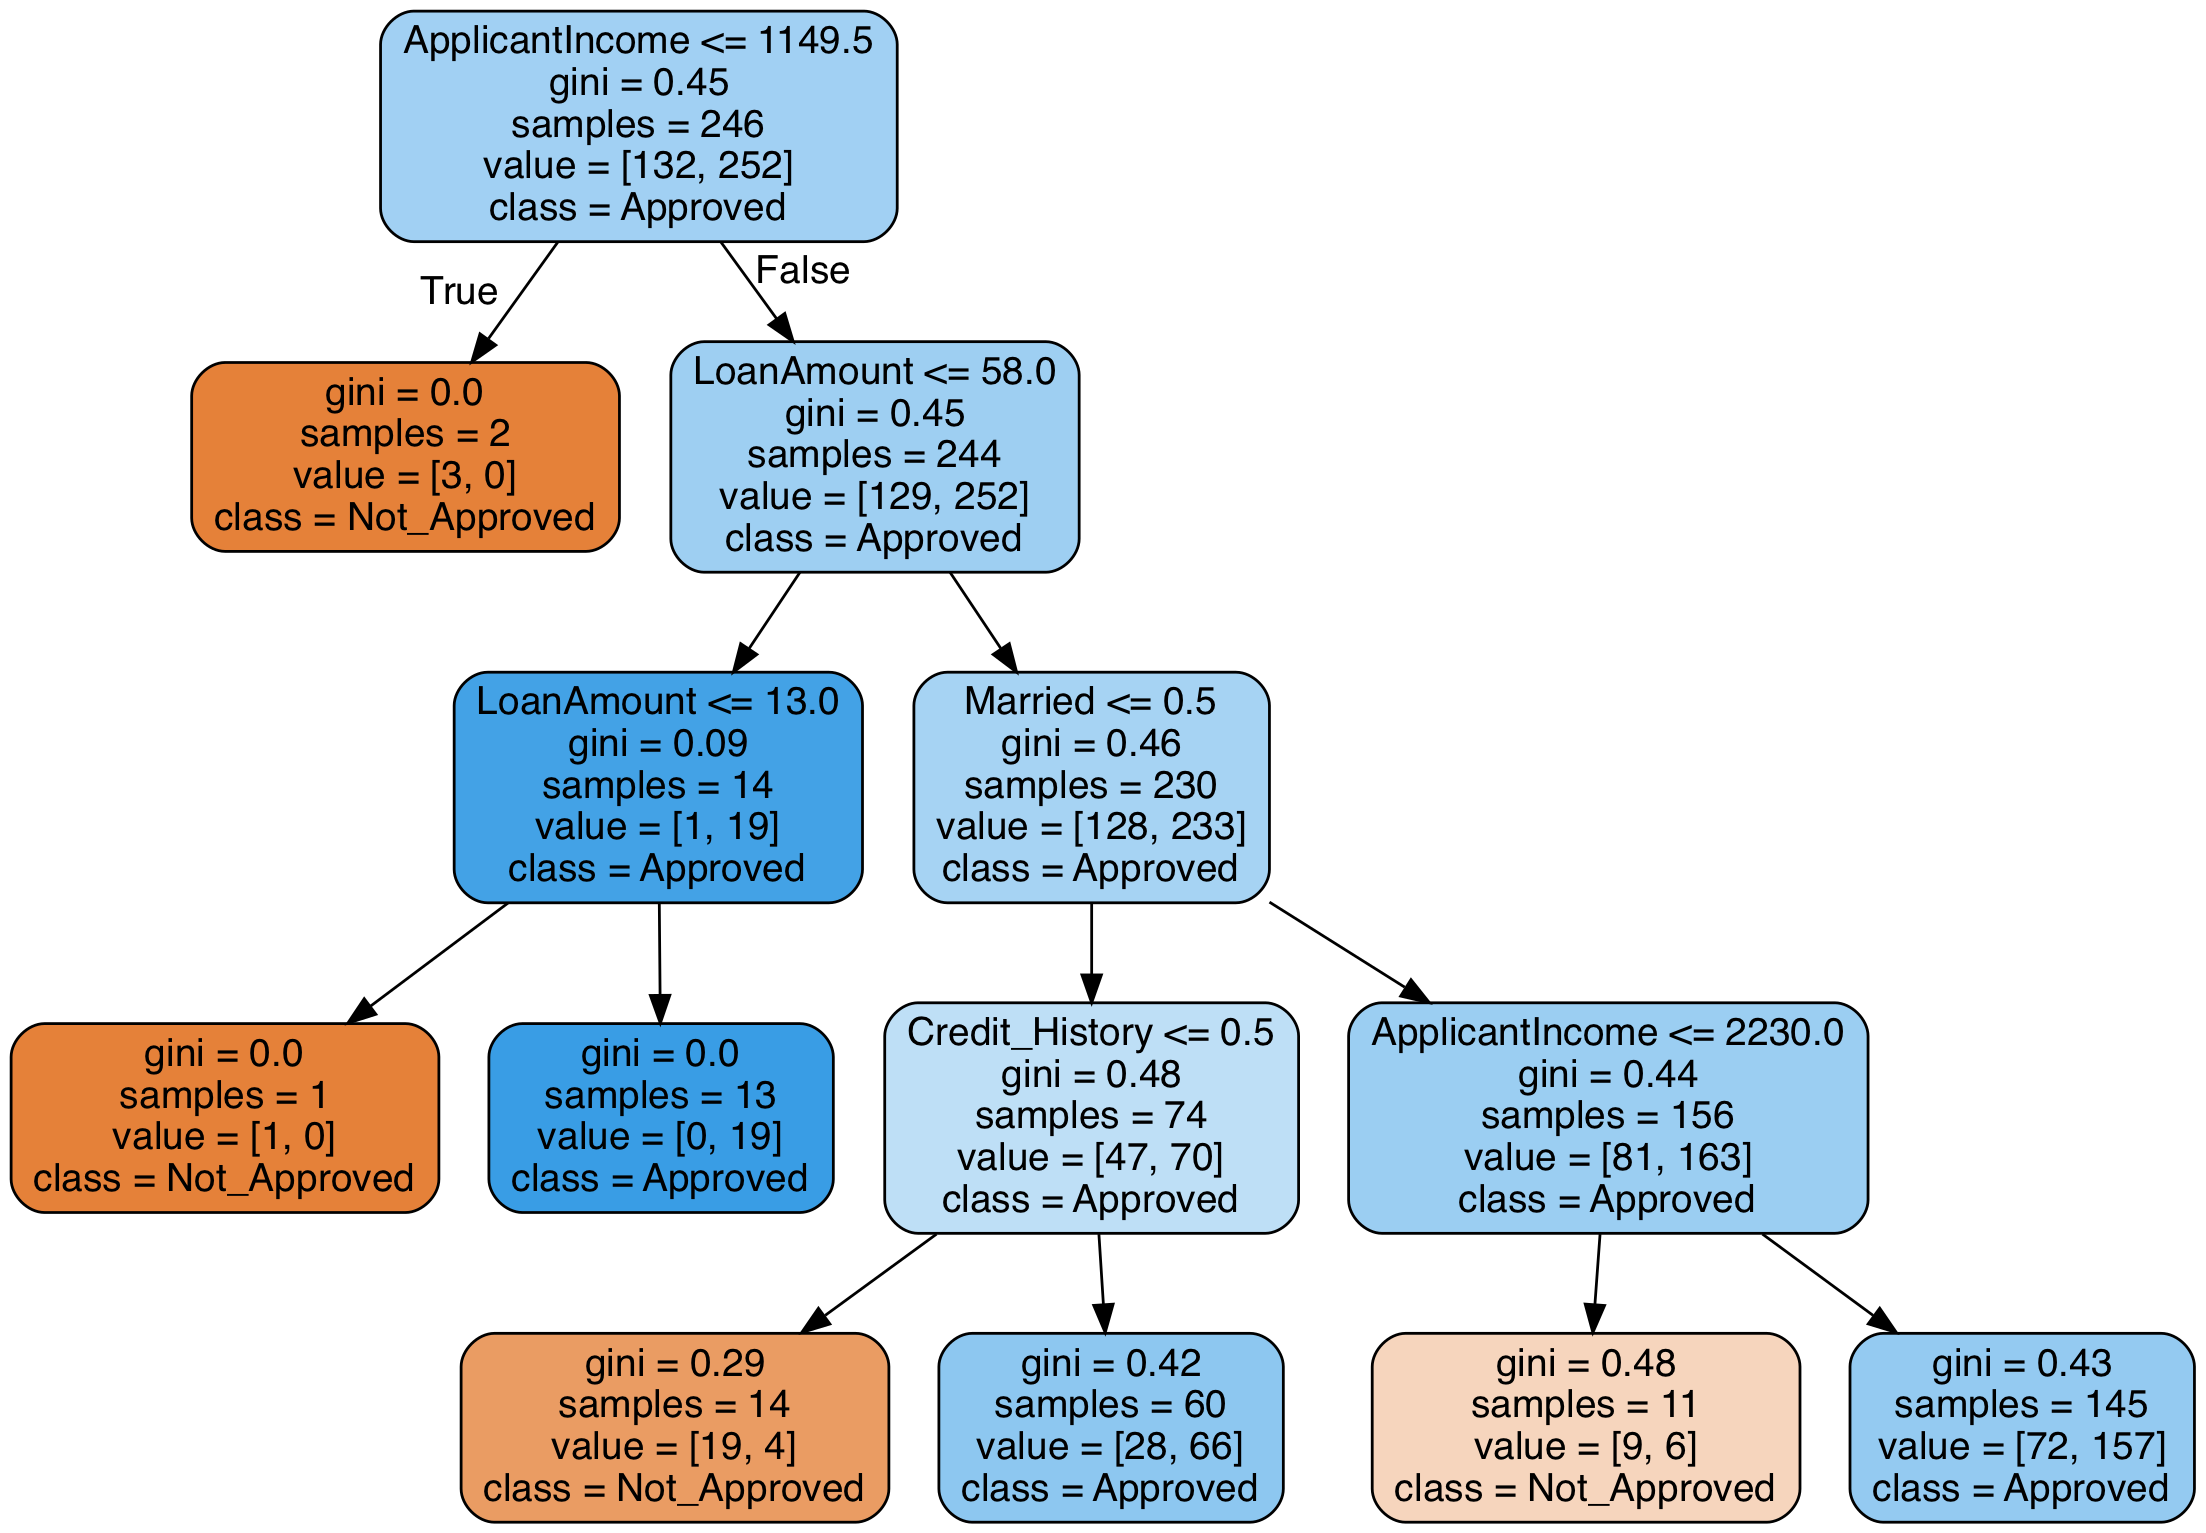 ApplicantIncome <= 1149.5
gini = 0.45
samples = 246
value = [132, 252]
class = Approved
True
False
gini = 0.0
samples = 2
value = [3, 0]
class = Not_Approved
LoanAmount <= 58.0
gini = 0.45
samples = 244
value = [129, 252]
class = Approved
LoanAmount <= 13.0
gini = 0.09
samples = 14
value = [1, 19]
class = Approved
Married <= 0.5
gini = 0.46
samples = 230
value = [128, 233]
class = Approved
gini = 0.0
samples = 1
value = [1, 0]
class = Not_Approved
gini = 0.0
samples = 13
value = [0, 19]
class = Approved
Credit_History <= 0.5
gini = 0.48
samples = 74
value = [47, 70]
class = Approved
ApplicantIncome <= 2230.0
gini = 0.44
samples = 156
value = [81, 163]
class = Approved
gini = 0.29
samples = 14
value = [19, 4]
class = Not_Approved
gini = 0.42
samples = 60
value = [28, 66]
class = Approved
gini = 0.48
samples = 11
value = [9, 6]
class = Not_Approved
gini = 0.43
samples = 145
value = [72, 157]
class = Approved